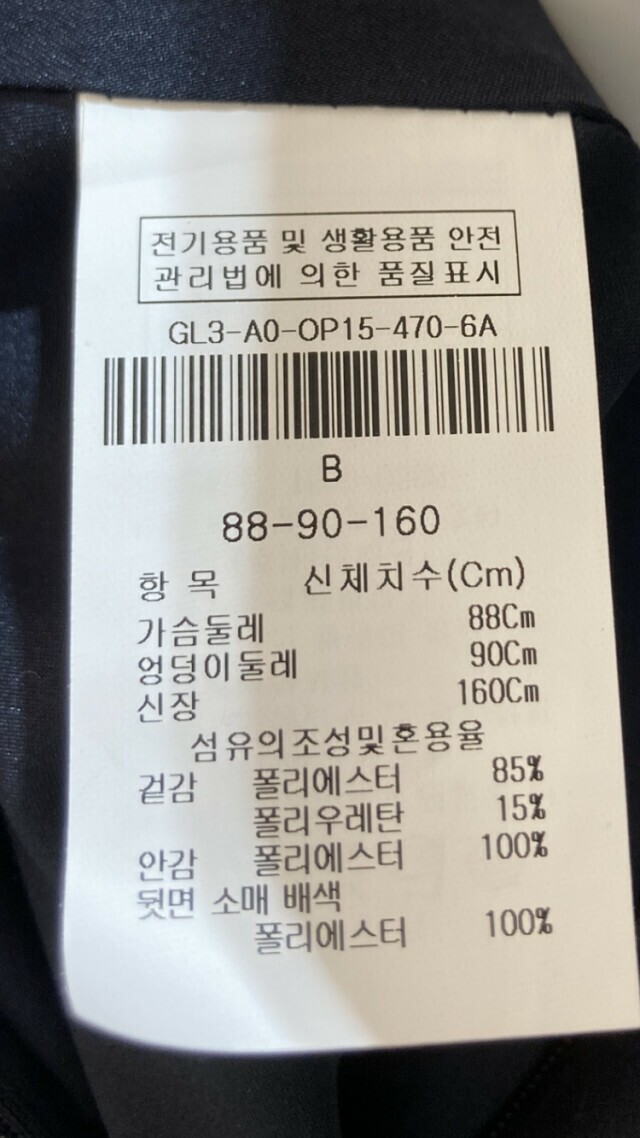 전기용품 및 생활용품 안전
관리법에 의한 품질표시
GL3-A0-OP15-470-6A
B
88-90-160
항 목 신체치수(Cm)
가슴둘레 88Cm
엉덩이둘레 90Cm
신장 160Cm
섬유의조성및혼용율
겉감 폴리에스터 85%
폴리우레탄 15%
안감 폴리에스터 100%
뒷면 소매 배색
폴리에스터 100%